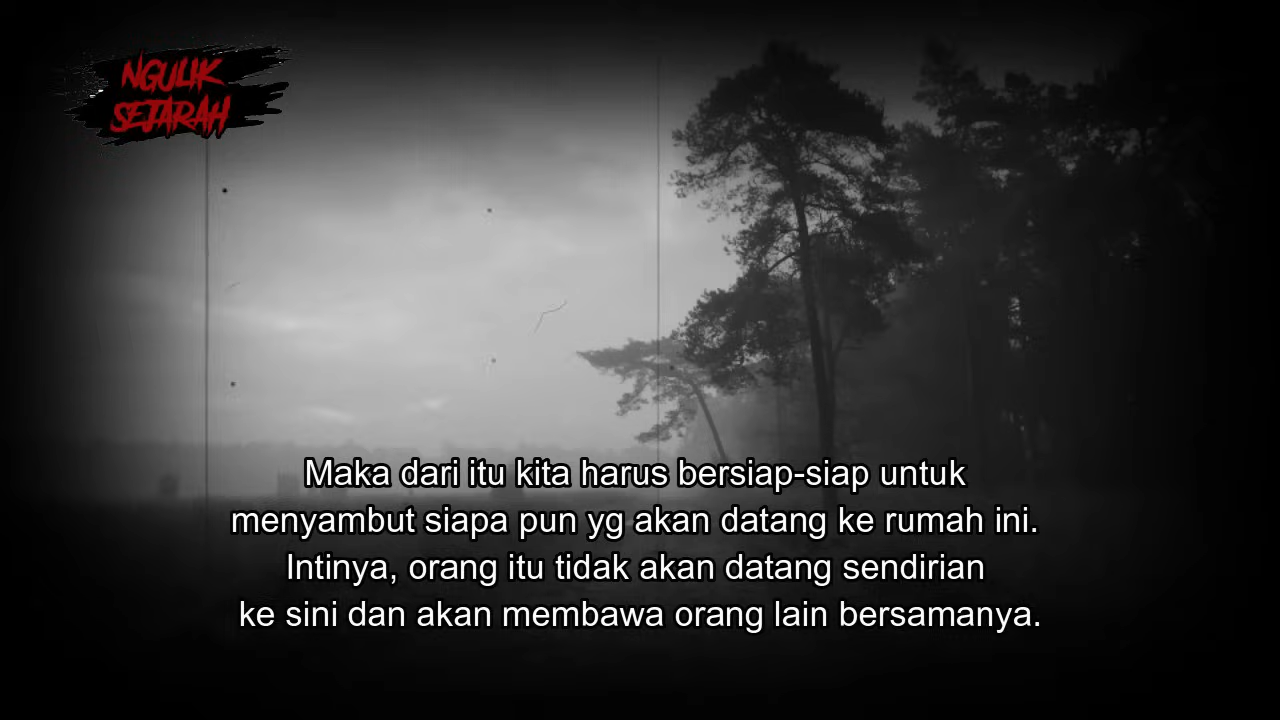 NGULIK
SEJARAH
Maka dari itu kita harus bersiap-siap untuk
menyambut siapa pun yg akan datang ke rumah ini.
Intinya, orang itu tidak akan datang sendirian
ke sini dan akan membawa orang lain bersamanya.